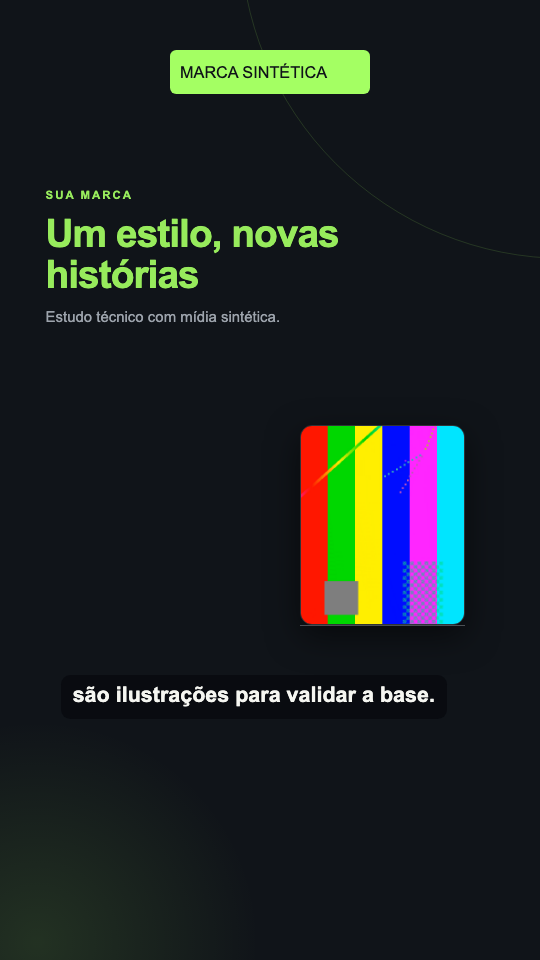 MARCA SINTÉTICA
SUA MARCA
Um estilo, novas
histórias
Estudo técnico com mídia sintética.
são ilustrações para validar a base.